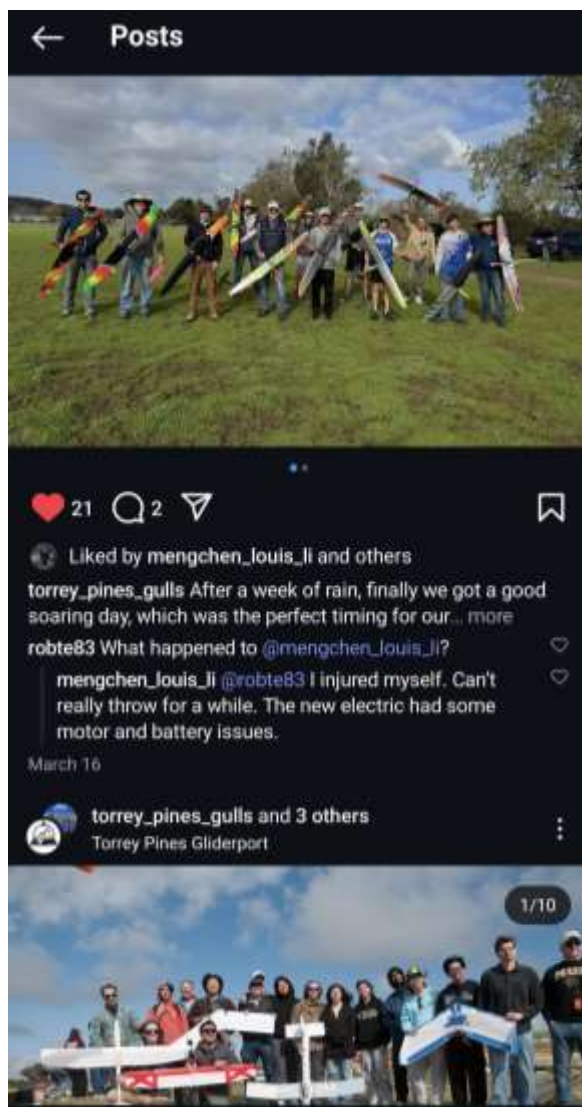 Posts
21 2
Liked by mengchen_louis_li and others
torrey_pines_gulls After a week of rain, finally we got a good
soaring day, which was the perfect timing for our... more
robte83 What happened to @mengchen_louis_li?
mengchen_louis_li @robte83 I injured myself. Can't
really throw for a while. The new electric had some
motor and battery issues.
March 16
torrey_pines_gulls and 3 others
Torrey Pines Gliderport
1/10